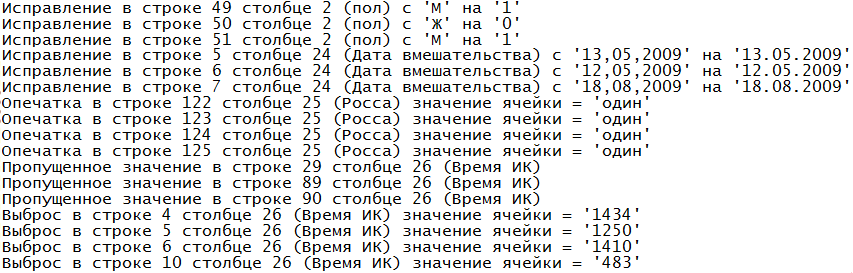 Исправление в строке 49 столбце 2 (пол) с 'М' на '1'
Исправление в строке 50 столбце 2 (пол) с 'Ж' на '0'
Исправление в строке 51 столбце 2 (пол) с 'М' на '1'
Исправление в строке 5 столбце 24 (Дата вмешательства) с '13,05,2009' на '13.05.2009'
Исправление в строке 6 столбце 24 (Дата вмешательства) с '12,05,2009' на '12.05.2009'
Исправление в строке 7 столбце 24 (Дата вмешательства) с '18,08,2009' на '18.08.2009'
Опечатка в строке 122 столбце 25 (Росса) значение ячейки = 'один'
Опечатка в строке 123 столбце 25 (Росса) значение ячейки = 'один'
Опечатка в строке 124 столбце 25 (Росса) значение ячейки = 'один'
Опечатка в строке 125 столбце 25 (Росса) значение ячейки = 'один'
Пропущенное значение в строке 29 столбце 26 (Время ИК)
Пропущенное значение в строке 89 столбце 26 (Время ИК)
Пропущенное значение в строке 90 столбце 26 (Время ИК)
Выброс в строке 4 столбце 26 (Время ИК) значение ячейки = '1434'
Выброс в строке 5 столбце 26 (Время ИК) значение ячейки = '1250'
Выброс в строке 6 столбце 26 (Время ИК) значение ячейки = '1410'
Выброс в строке 10 столбце 26 (Время ИК) значение ячейки = '483'